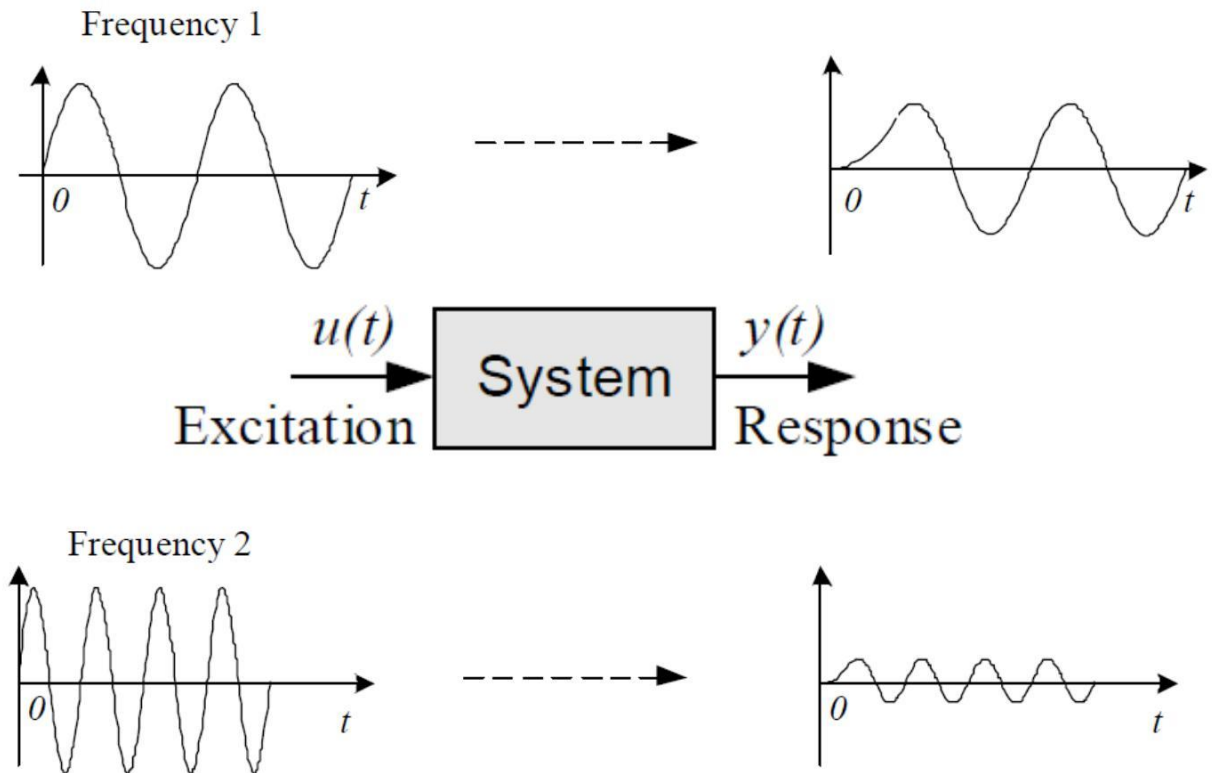 Frequency 1
0 t
0 t
u(t) System y(t)
Excitation Response
Frequency 2
0 t
0 t